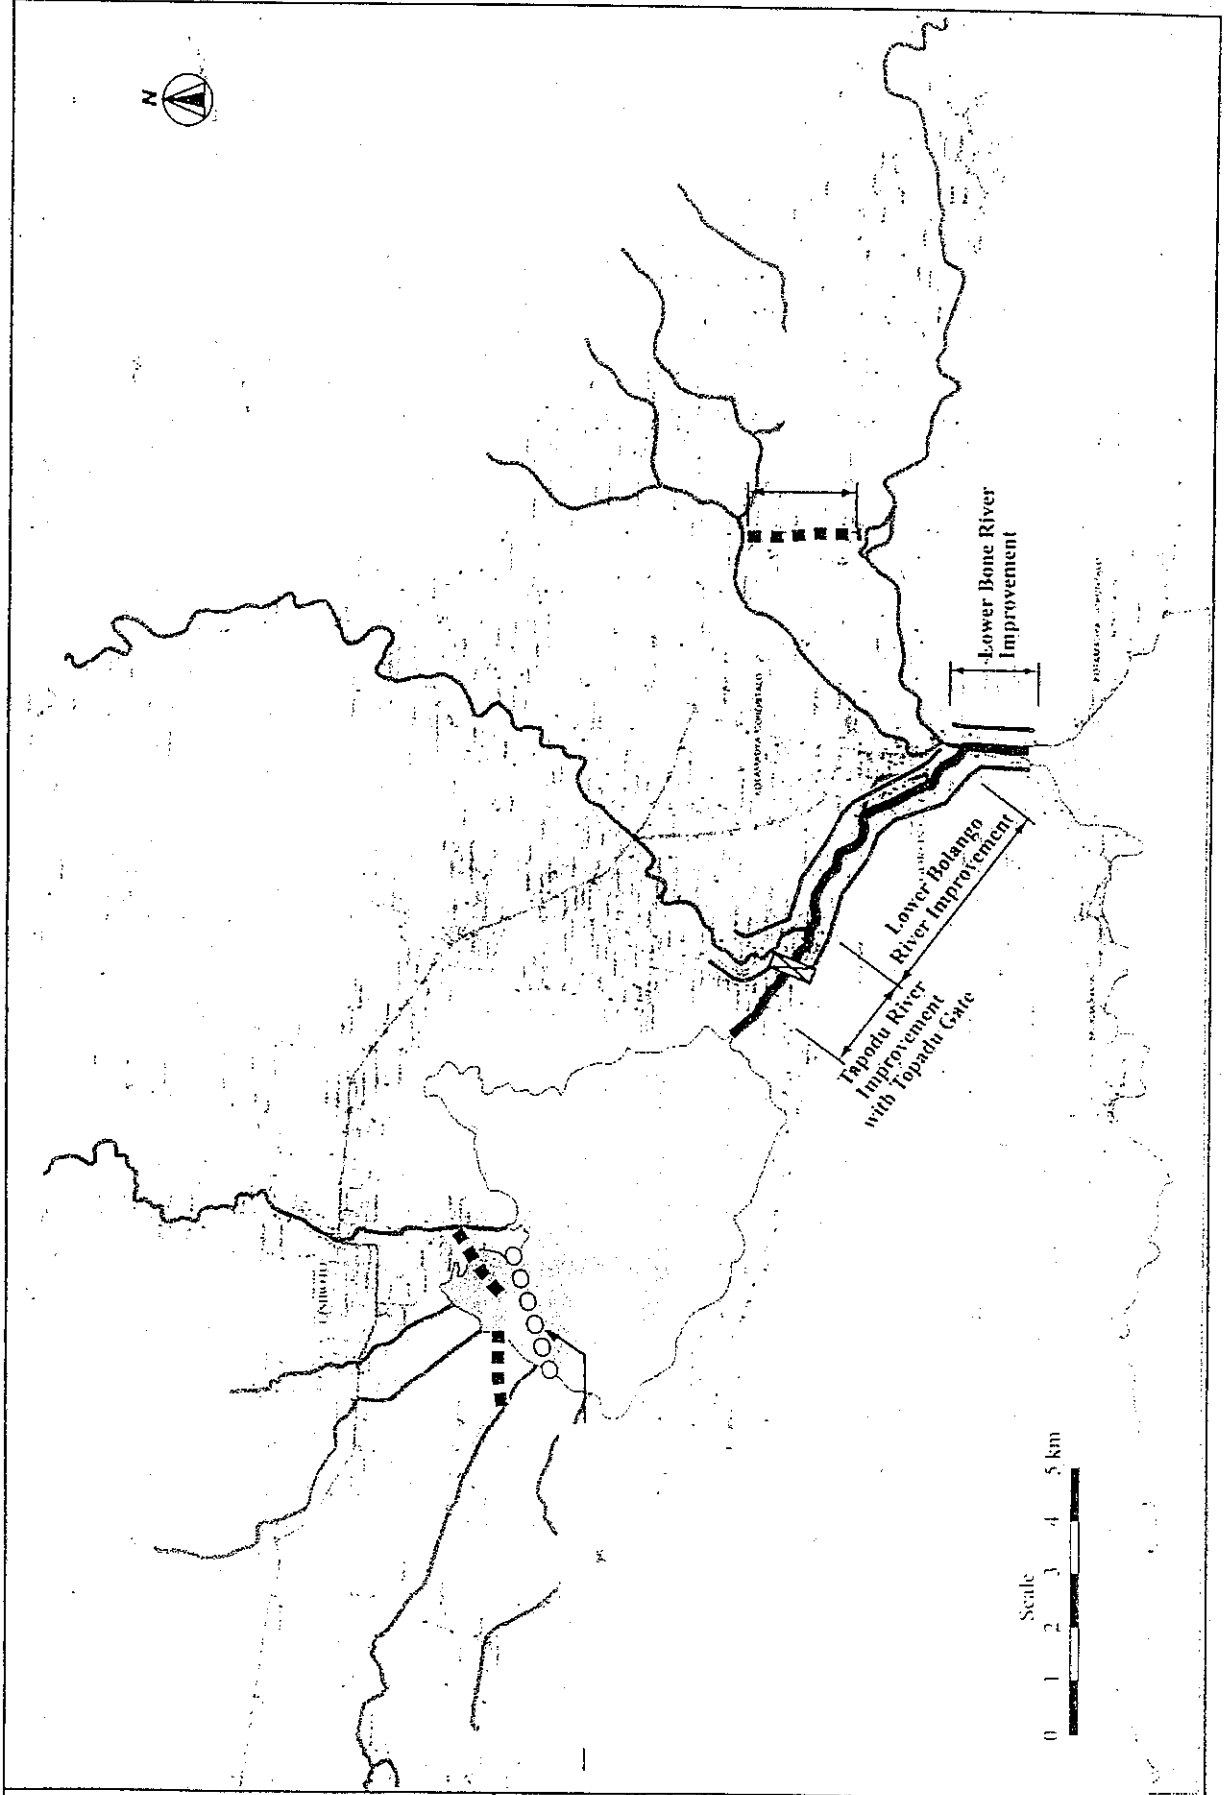 N
Lower Bone River
Improvement
Lower Bolango
River Improvement
Tapodu River
Improvement
with Topadu Gate
Scale
0 1 2 3 4 5 km